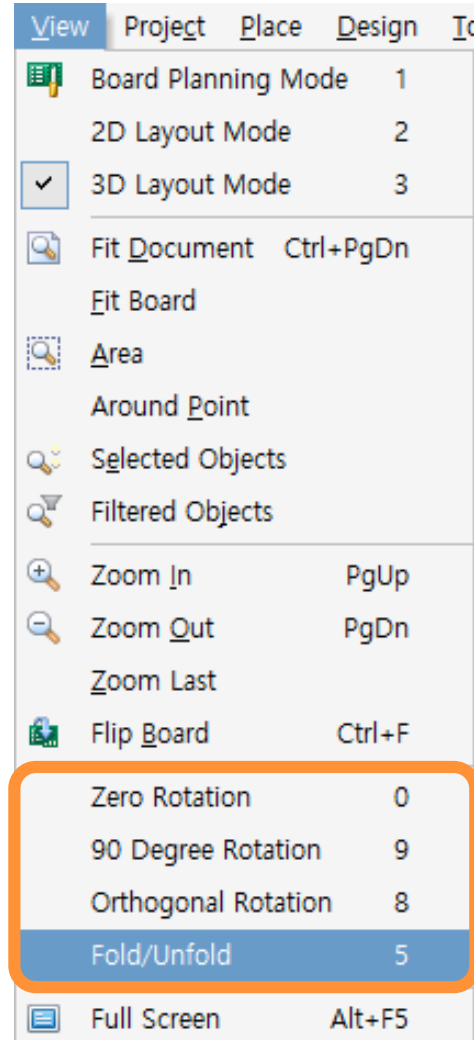 View Project Place Design To
Board Planning Mode 1
2D Layout Mode 2
3D Layout Mode 3
Fit Document Ctrl+PgDn
Fit Board
Area
Around Point
Selected Objects
Filtered Objects
Zoom In PgUp
Zoom Out PgDn
Zoom Last
Flip Board Ctrl+F
Zero Rotation 0
90 Degree Rotation 9
Orthogonal Rotation 8
Fold/Unfold 5
Full Screen Alt+F5